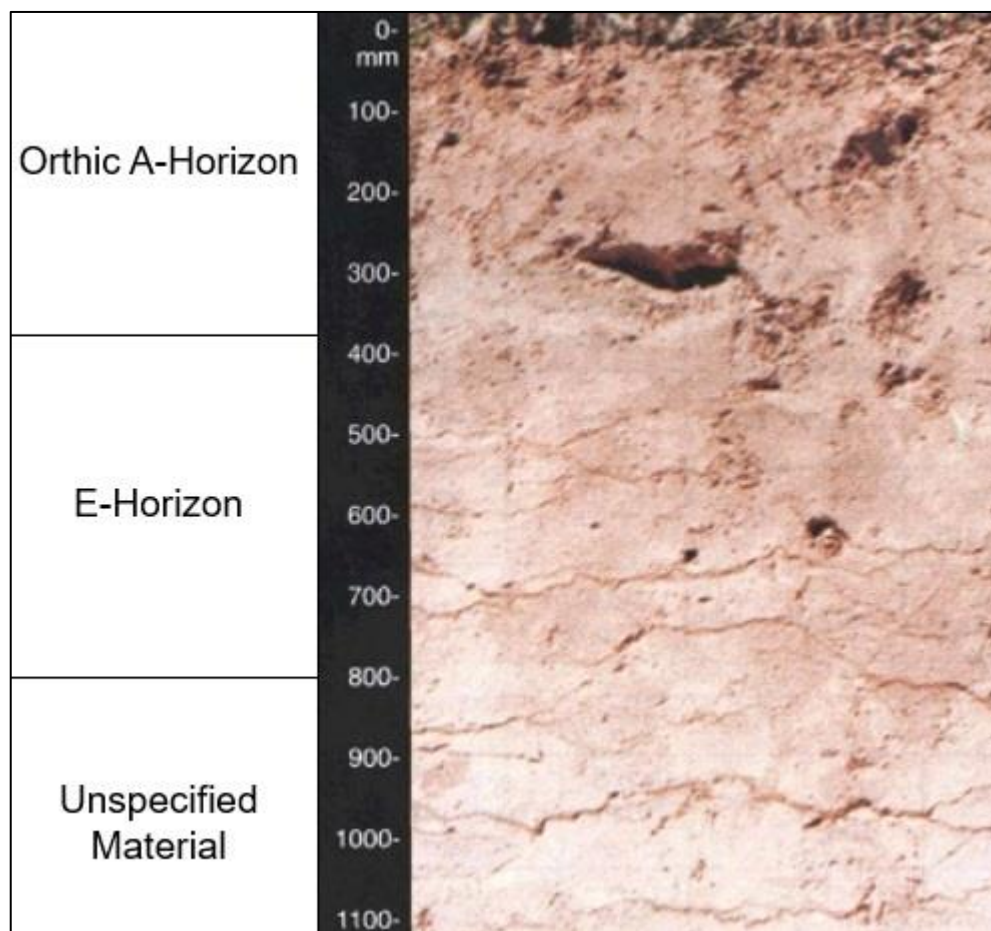 Orthic A-Horizon
E-Horizon
Unspecified
Material
0-
mm
100-
200-
300-
400-
500-
600-
700-
800-
900-
1000-
1100-